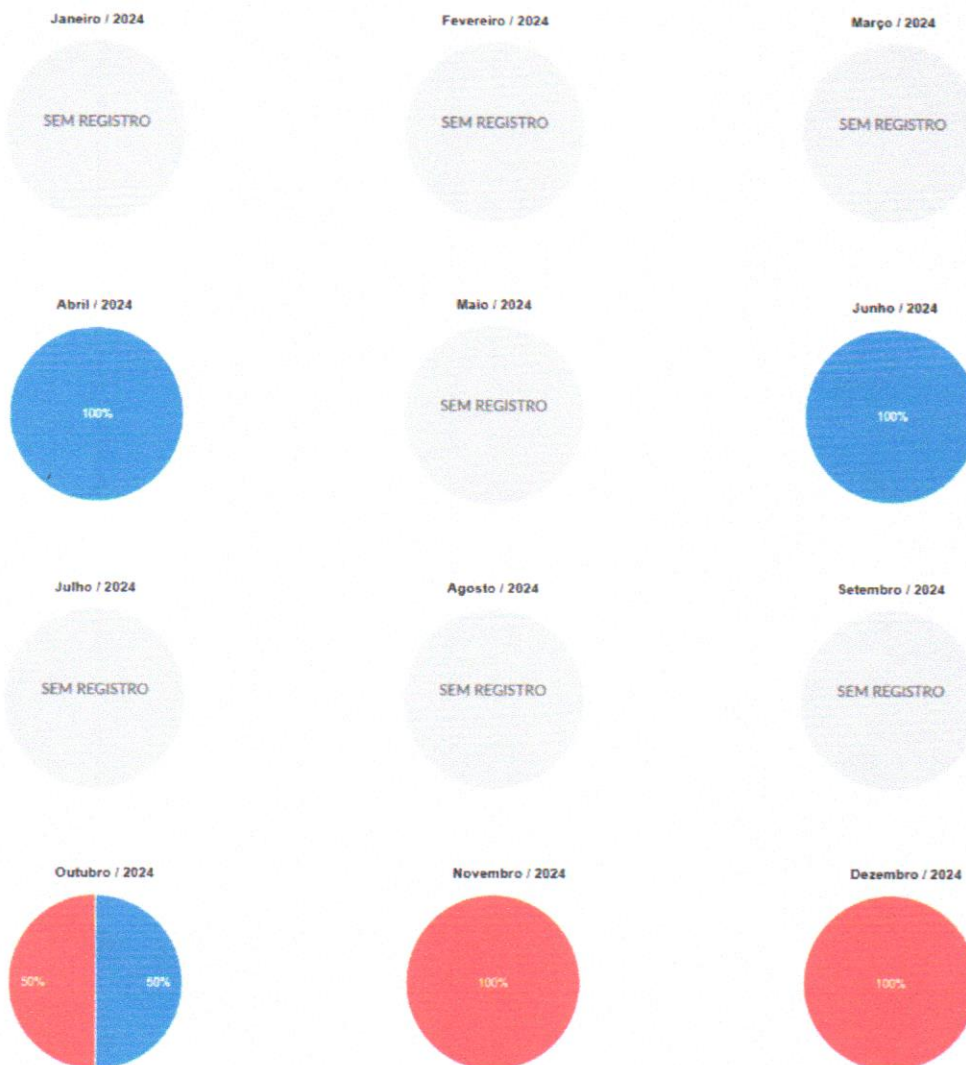 Janeiro / 2024
Fevereiro / 2024
Março / 2024
SEM REGISTRO
SEM REGISTRO
SEM REGISTRO
Abril / 2024
Maio / 2024
Junho / 2024
100%
SEM REGISTRO
100%
Julho / 2024
Agosto / 2024
Setembro / 2024
SEM REGISTRO
SEM REGISTRO
SEM REGISTRO
Outubro / 2024
Novembro / 2024
Dezembro / 2024
50%
50%
100%
100%